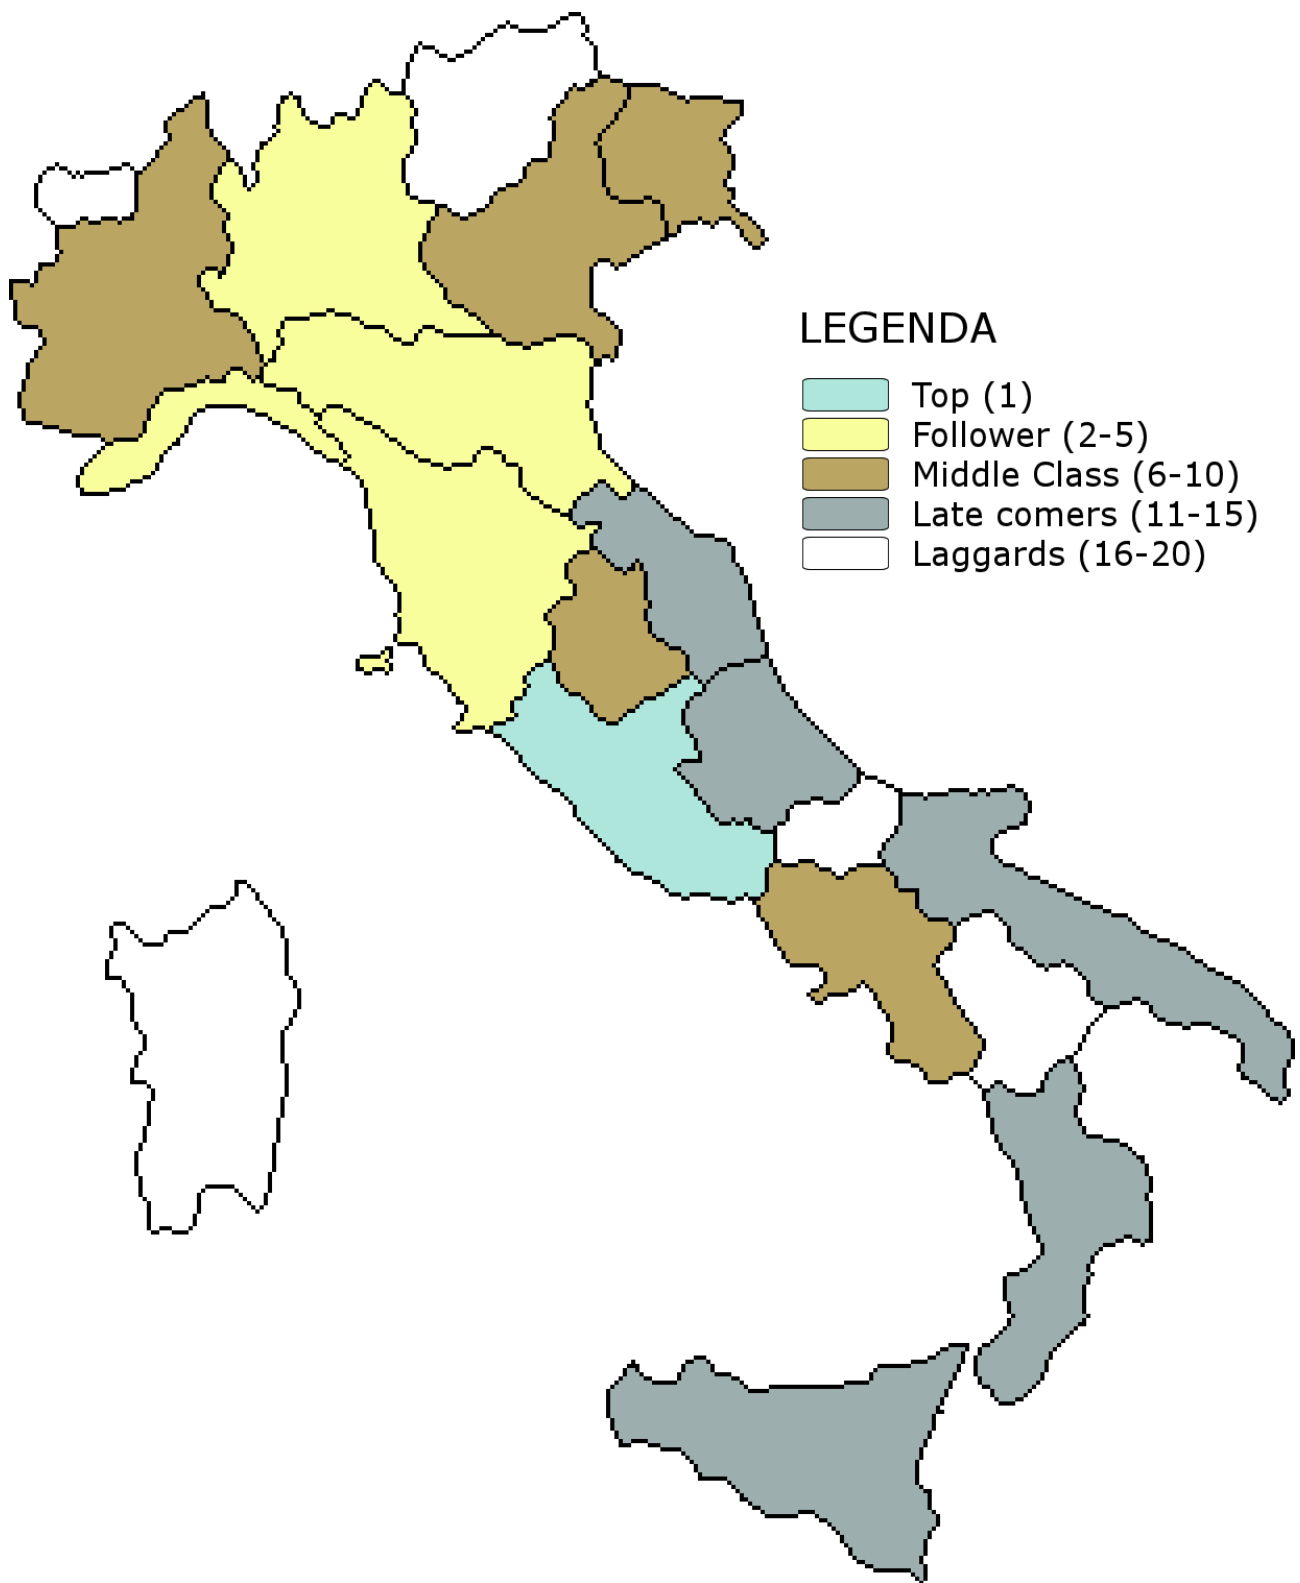 LEGENDA
Top (1)
Follower (2-5)
Middle Class (6-10)
Late comers (11-15)
Laggards (16-20)